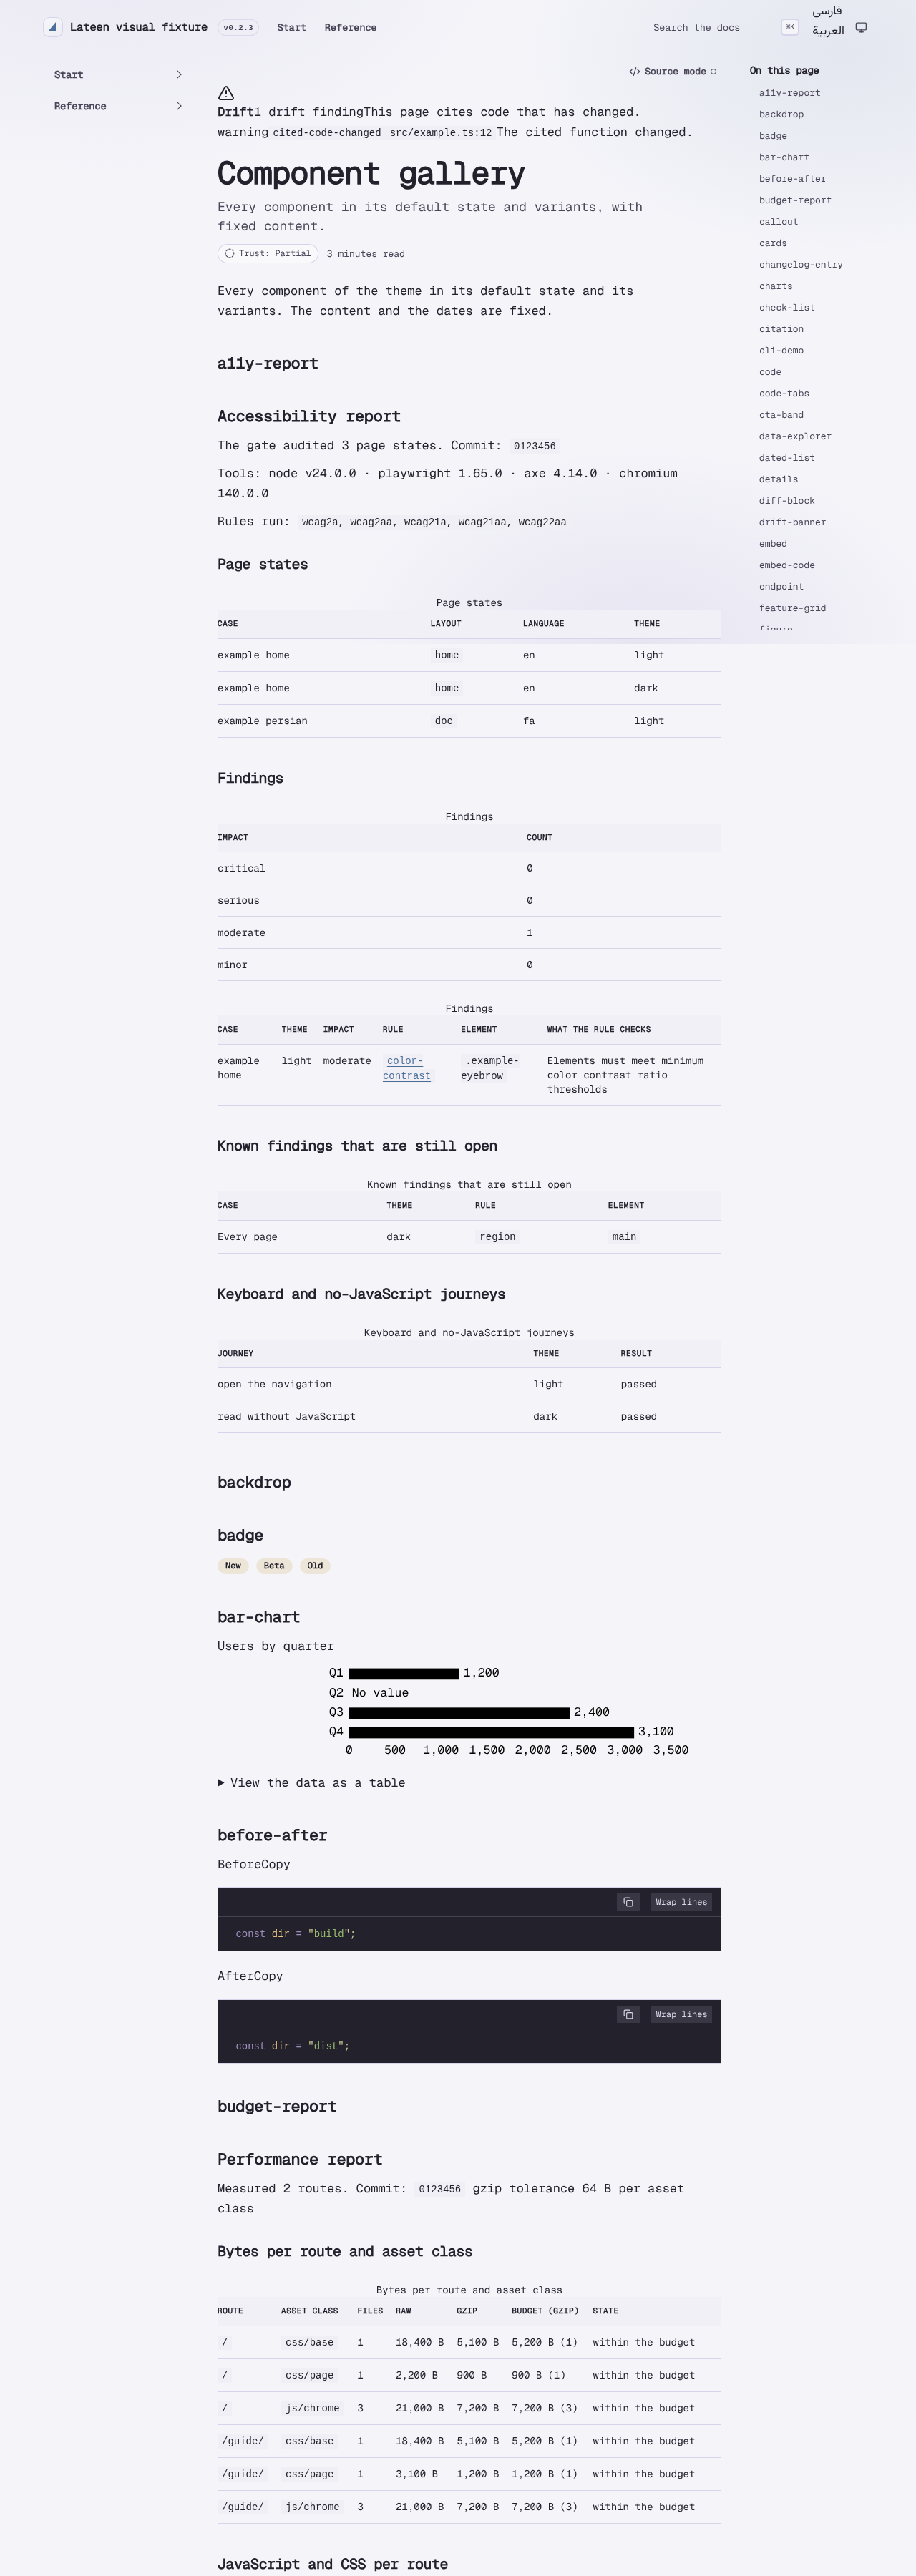 Lateen visual fixture v0.2.3 Start Reference Search the docs ⌘K فارسی العربية
Start
Reference
Source mode
Drift1 drift findingThis page cites code that has changed.
warning cited-code-changed src/example.ts:12 The cited function changed.
Component gallery
Every component in its default state and variants, with
fixed content.
Trust: Partial 3 minutes read
Every component of the theme in its default state and its
variants. The content and the dates are fixed.
a11y-report
Accessibility report
The gate audited 3 page states. Commit: 0123456
Tools: node v24.0.0 · playwright 1.65.0 · axe 4.14.0 · chromium
140.0.0
Rules run: wcag2a, wcag2aa, wcag21a, wcag21aa, wcag22aa
Page states
Page states
CASE LAYOUT LANGUAGE THEME
example home home en light
example home home en dark
example persian doc fa light
Findings
Findings
IMPACT COUNT
critical 0
serious 0
moderate 1
minor 0
Findings
CASE THEME IMPACT RULE ELEMENT WHAT THE RULE CHECKS
example home light moderate color-contrast .example-eyebrow Elements must meet minimum color contrast ratio thresholds
Known findings that are still open
Known findings that are still open
CASE THEME RULE ELEMENT
Every page dark region main
Keyboard and no-JavaScript journeys
Keyboard and no-JavaScript journeys
JOURNEY THEME RESULT
open the navigation light passed
read without JavaScript dark passed
backdrop
badge
New Beta Old
bar-chart
Users by quarter
Q1 1,200
Q2 No value
Q3 2,400
Q4 3,100
0 500 1,000 1,500 2,000 2,500 3,000 3,500
View the data as a table
before-after
BeforeCopy
Wrap lines
const dir = "build";
AfterCopy
Wrap lines
const dir = "dist";
budget-report
Performance report
Measured 2 routes. Commit: 0123456 gzip tolerance 64 B per asset
class
Bytes per route and asset class
Bytes per route and asset class
ROUTE ASSET CLASS FILES RAW GZIP BUDGET (GZIP) STATE
/ css/base 1 18,400 B 5,100 B 5,200 B (1) within the budget
/ css/page 1 2,200 B 900 B 900 B (1) within the budget
/ js/chrome 3 21,000 B 7,200 B 7,200 B (3) within the budget
/guide/ css/base 1 18,400 B 5,100 B 5,200 B (1) within the budget
/guide/ css/page 1 3,100 B 1,200 B 1,200 B (1) within the budget
/guide/ js/chrome 3 21,000 B 7,200 B 7,200 B (3) within the budget
JavaScript and CSS per route
On this page
a11y-report
backdrop
badge
bar-chart
before-after
budget-report
callout
cards
changelog-entry
charts
check-list
citation
cli-demo
code
code-tabs
cta-band
data-explorer
dated-list
details
diff-block
drift-banner
embed
embed-code
endpoint
feature-grid